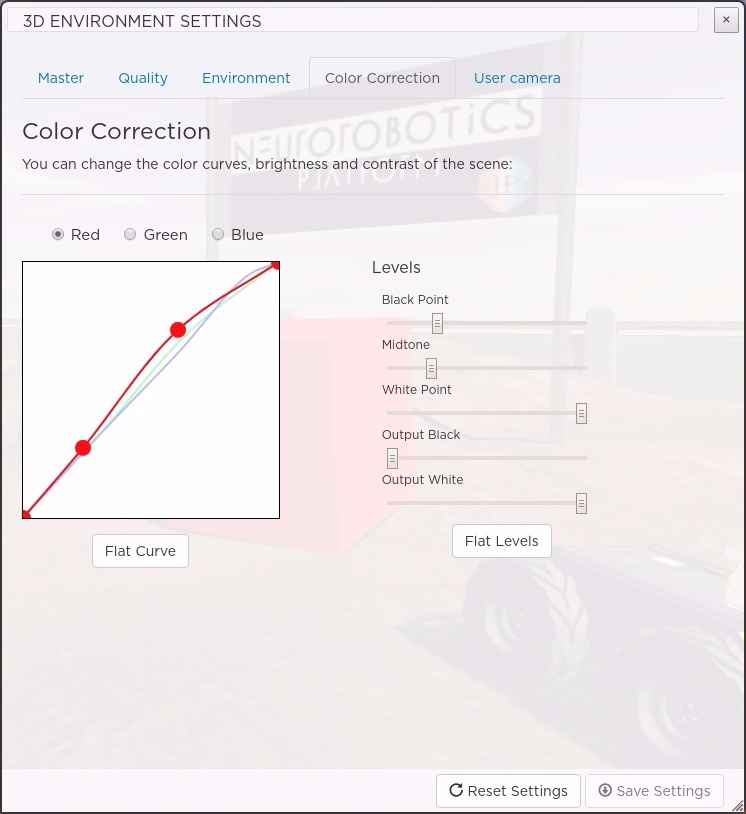 3D ENVIRONMENT SETTINGS
×
Master Quality Environment Color Correction User camera
NEUROROBOTICS
PLATFORM
Color Correction
You can change the color curves, brightness and contrast of the scene:
Red Green Blue
Levels
Black Point
Midtone
White Point
Output Black
Output White
Flat Curve
Flat Levels
Reset Settings Save Settings